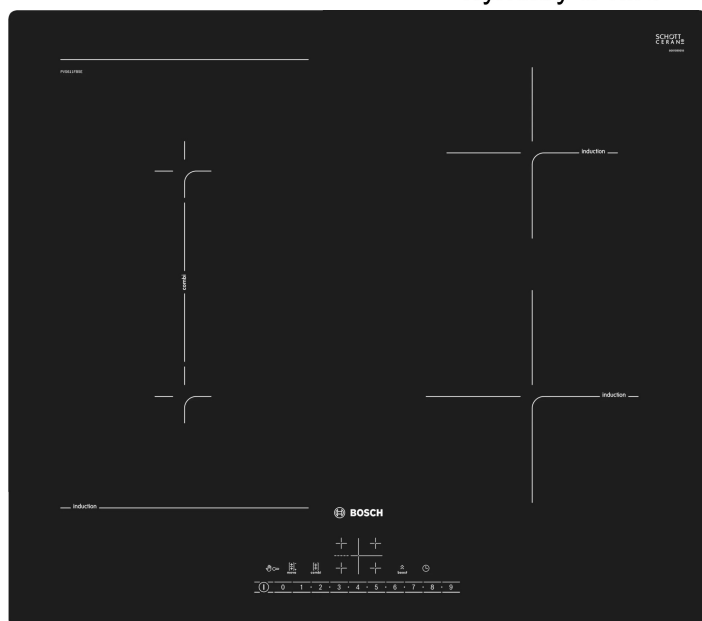 SCHOTT
CERAN®
induction
combi
induction
induction
BOSCH
move
combi
boost
0 1 · 2 · 3 · 4 · 5 · 6 · 7 · 8 · 9